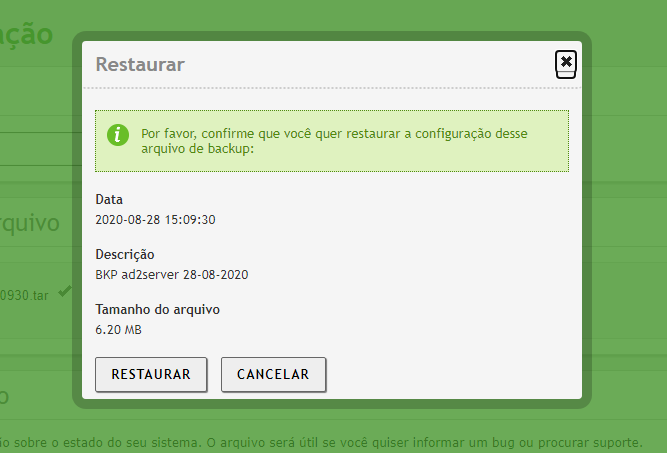 ação
Restaurar
Por favor, confirme que você quer restaurar a configuração desse
arquivo de backup:
Data
2020-08-28 15:09:30
rquivo
Descrição
BKP ad2server 28-08-2020
0930.tar
Tamanho do arquivo
6.20 MB
RESTAURAR CANCELAR
o
ão sobre o estado do seu sistema. O arquivo será útil se você quiser informar um bug ou procurar suporte.